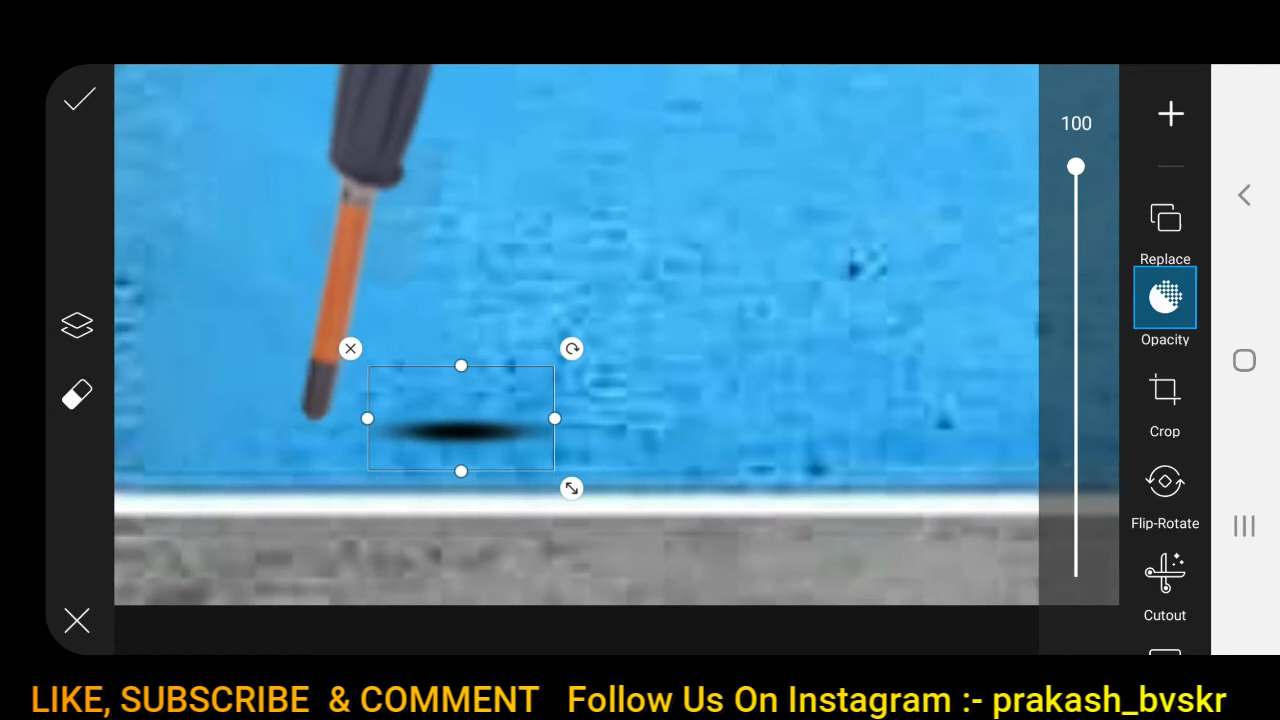 100
Replace
Opacity
Crop
Flip-Rotate
Cutout
LIKE, SUBSCRIBE & COMMENT Follow Us On Instagram :- prakash_bvskr